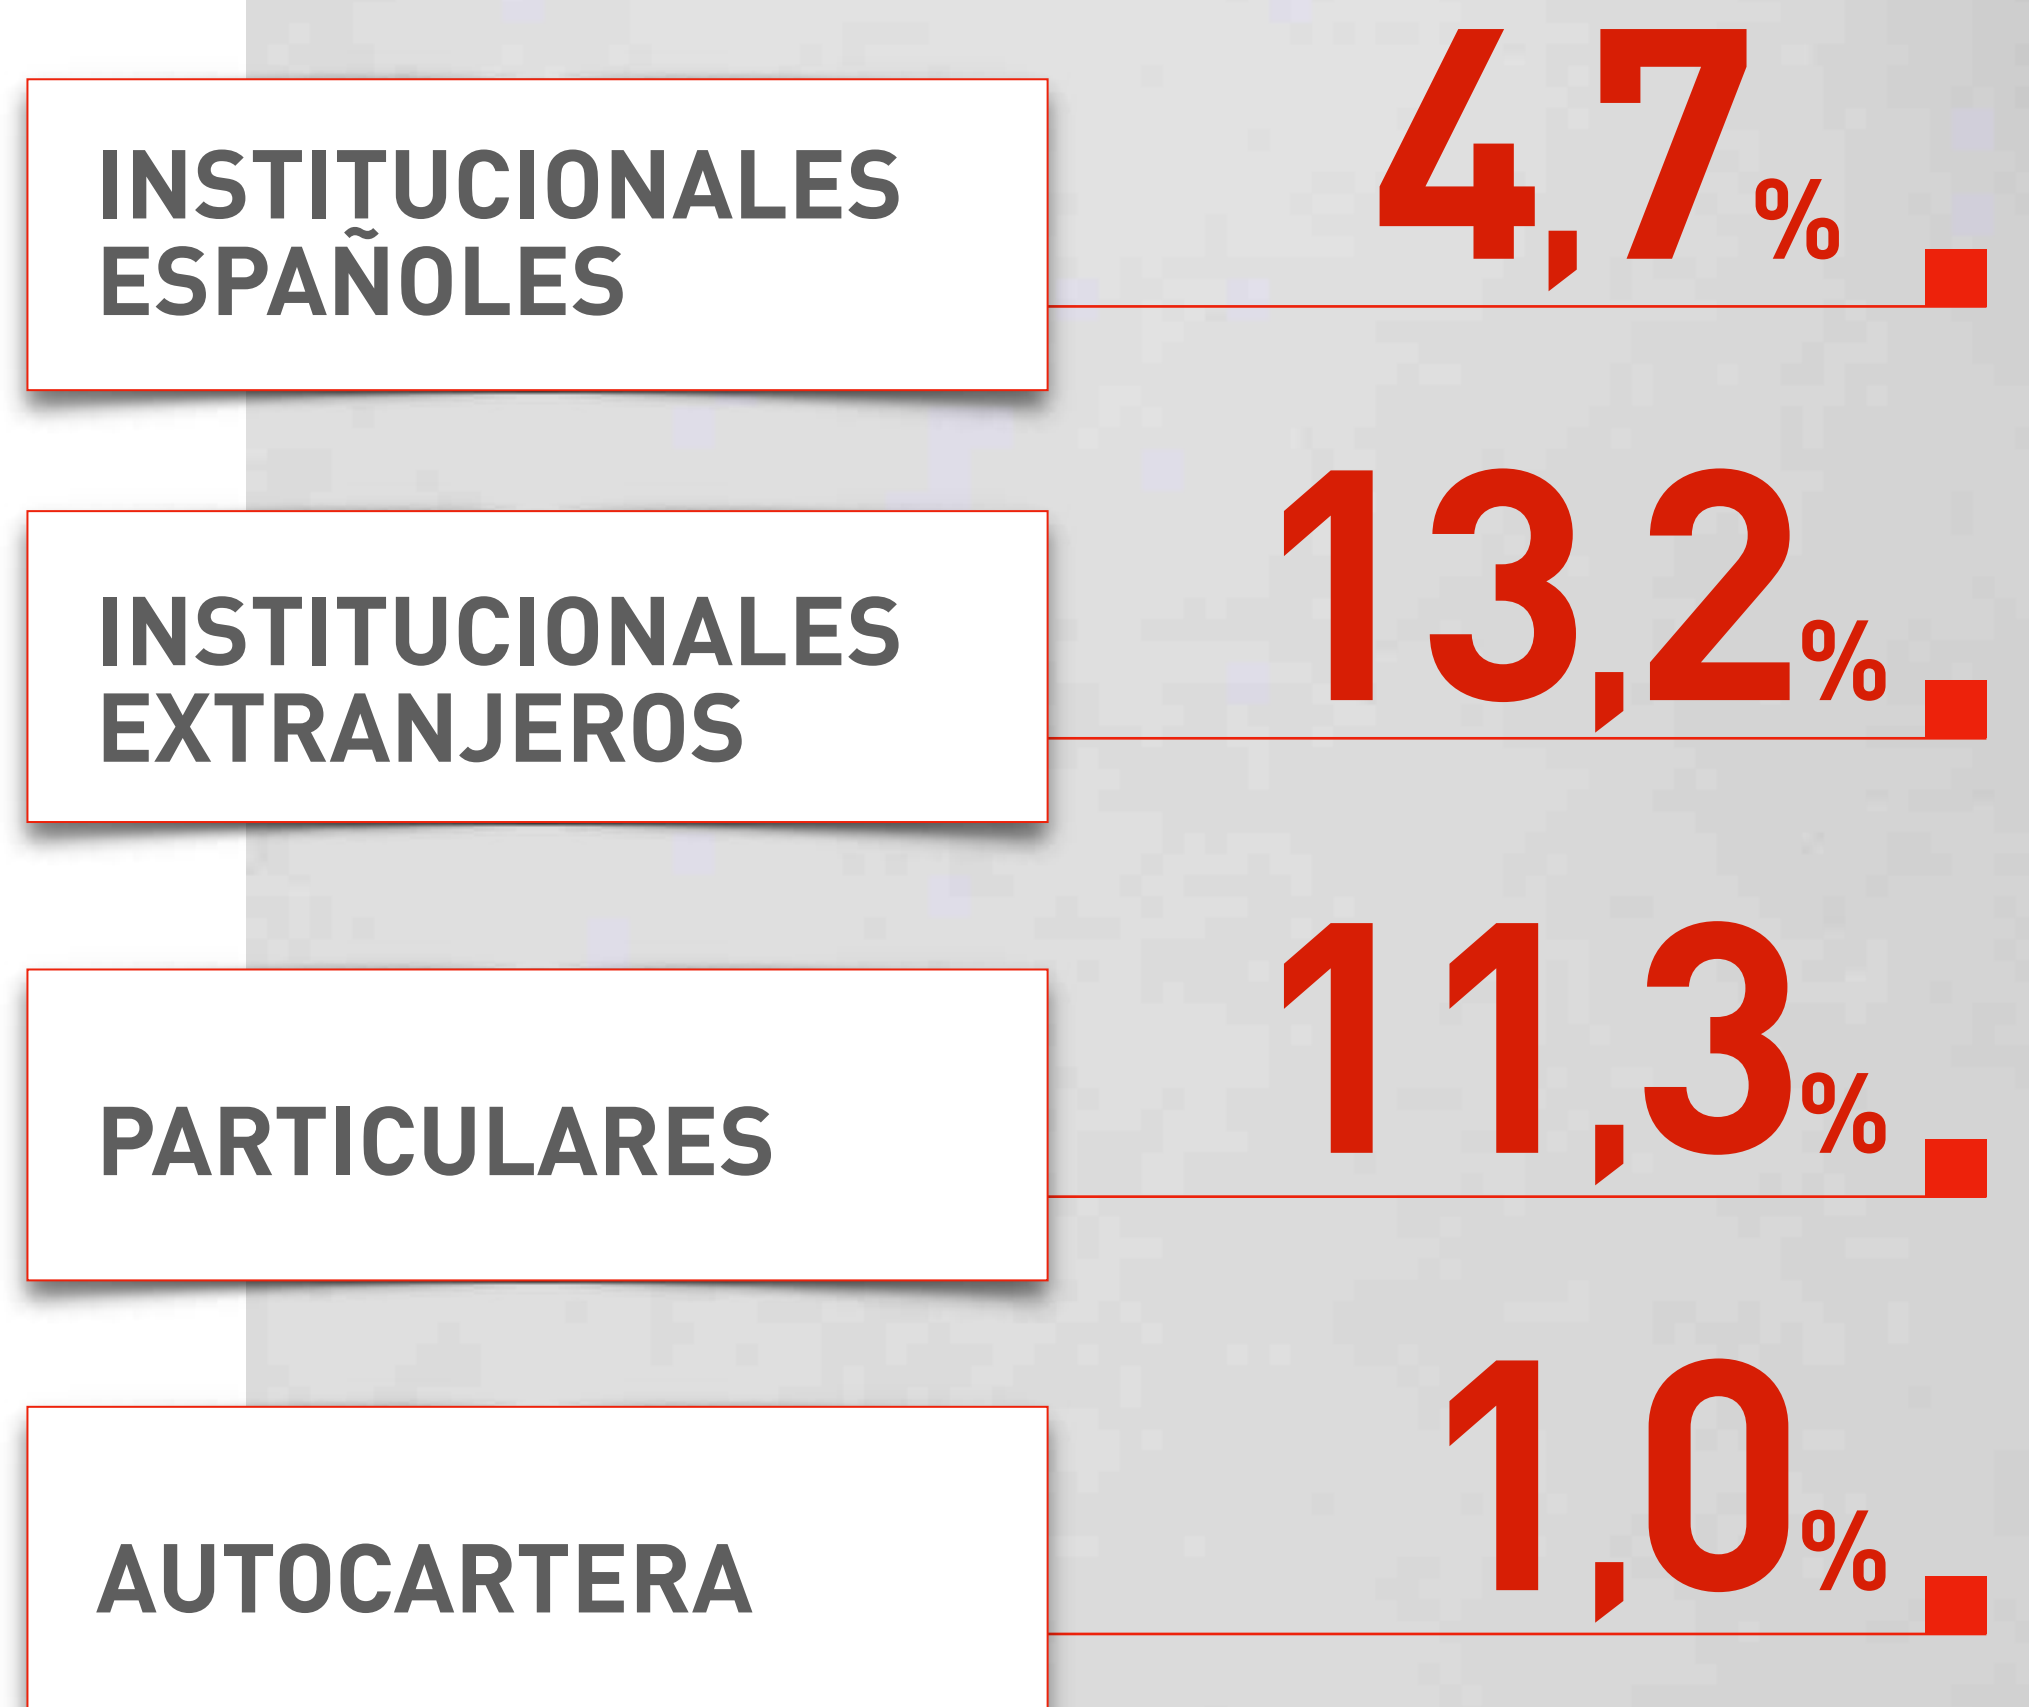 INSTITUCIONALES
ESPAÑOLES
4,7%
INSTITUCIONALES
EXTRANJEROS
13,2%
PARTICULARES
11,3%
AUTOCARTERA
1,0%